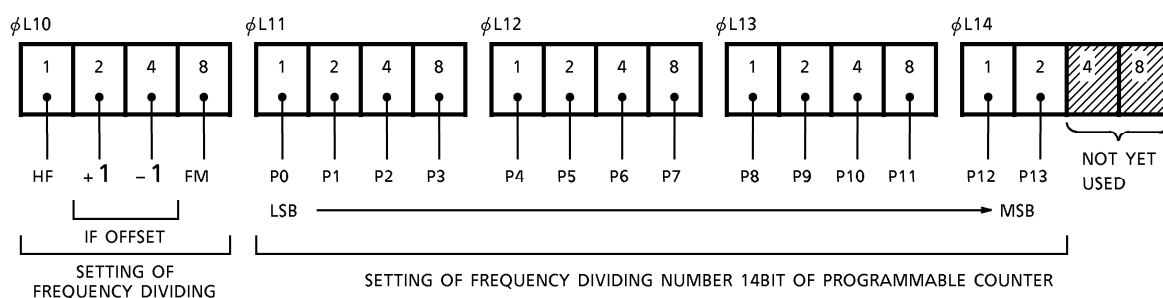 φL10 φL11 φL12 φL13 φL14
1 2 4 8 1 2 4 8 1 2 4 8 1 2 4 8 1 2 4 8
HF +1 −1 FM P0 P1 P2 P3 P4 P5 P6 P7 P8 P9 P10 P11 P12 P13
NOT YET
USED
LSB MSB
IF OFFSET
SETTING OF
FREQUENCY DIVIDING
SETTING OF FREQUENCY DIVIDING NUMBER 14BIT OF PROGRAMMABLE COUNTER